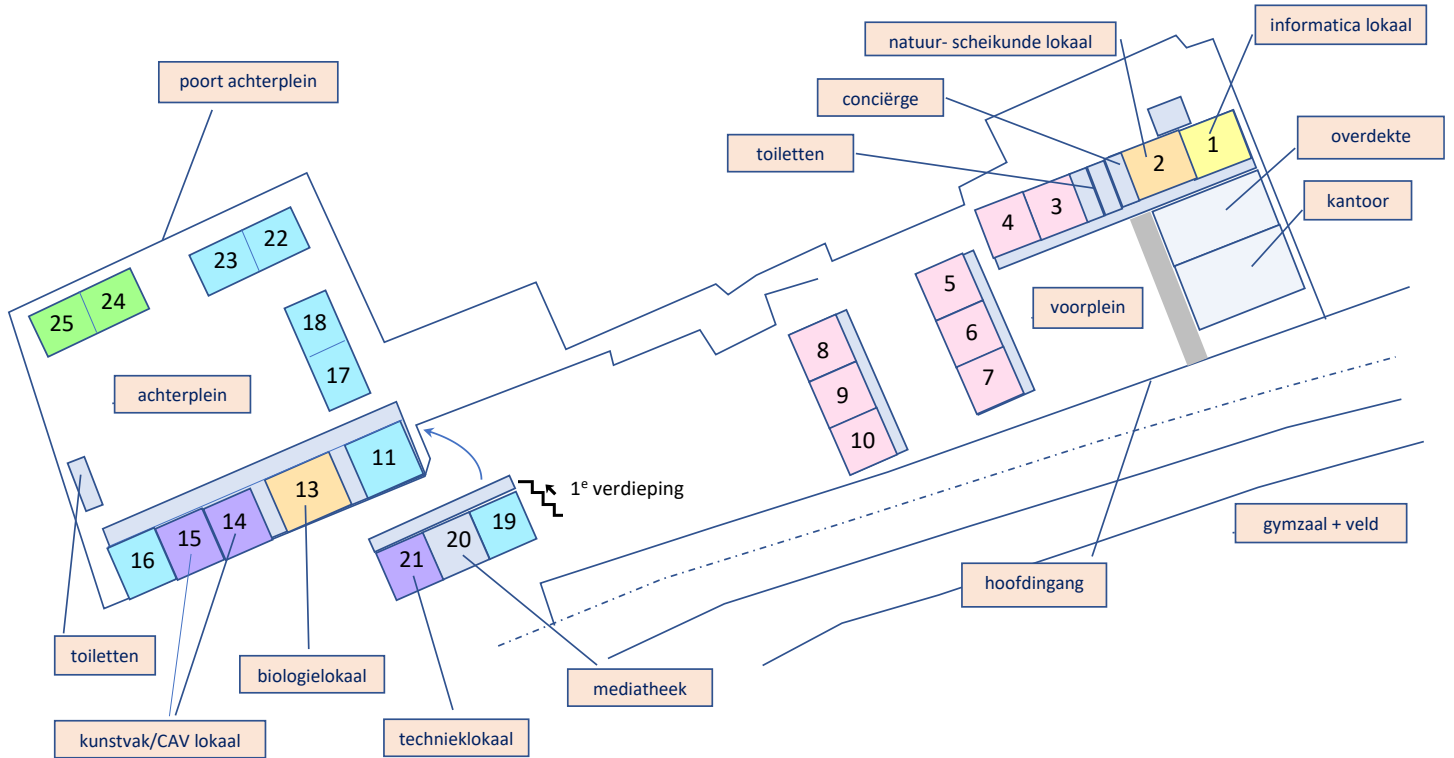 informatica lokaal
natuur- scheikunde lokaal
poort achterplein
conciërge
overdekte
toiletten
kantoor
1
2
3
4
5
6
7
voorplein
8
9
10
22
23
24
25
18
17
achterplein
11
13
14
15
16
1e verdieping
19
20
21
gymzaal + veld
hoofdingang
toiletten
biologielokaal
mediatheek
kunstvak/CAV lokaal
technieklokaal